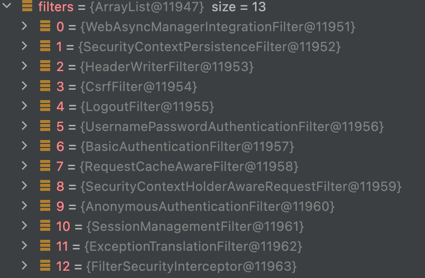 filters = {ArrayList@11947} size = 13
0 = {WebAsyncManagerIntegrationFilter@11951}
1 = {SecurityContextPersistenceFilter@11952}
2 = {HeaderWriterFilter@11953}
3 = {CsrfFilter@11954}
4 = {LogoutFilter@11955}
5 = {UsernamePasswordAuthenticationFilter@11956}
6 = {BasicAuthenticationFilter@11957}
7 = {RequestCacheAwareFilter@11958}
8 = {SecurityContextHolderAwareRequestFilter@11959}
9 = {AnonymousAuthenticationFilter@11960}
10 = {SessionManagementFilter@11961}
11 = {ExceptionTranslationFilter@11962}
12 = {FilterSecurityInterceptor@11963}